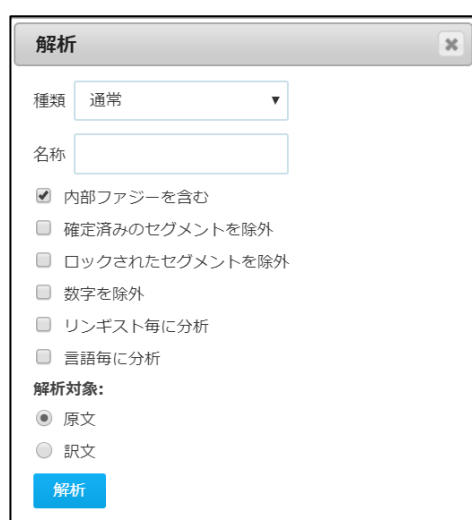 解析
種類 通常
名称
内部ファジーを含む
確定済みのセグメントを除外
ロックされたセグメントを除外
数字を除外
リンギスト毎に分析
言語毎に分析
解析対象:
原文
訳文
解析